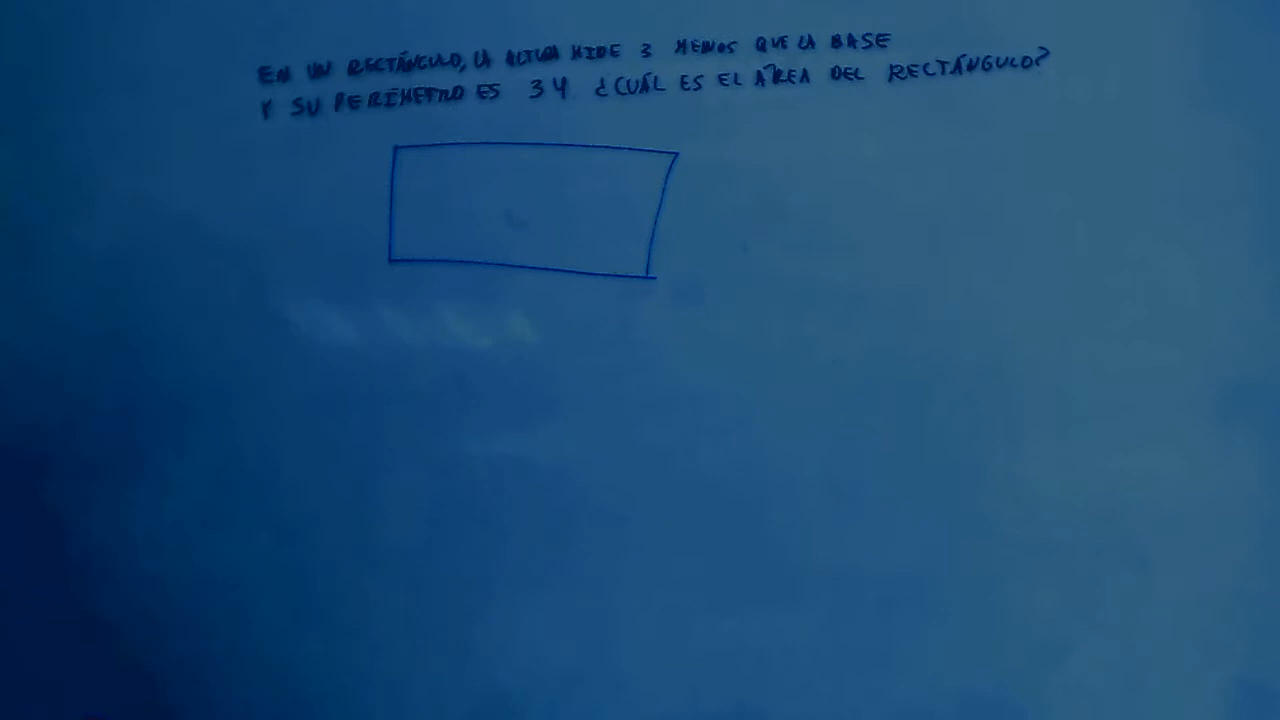 EN UN RECTÁNGULO, LA ALTURA MIDE 3 MENOS QUE LA BASE
Y SU PERÍMETRO ES 34 ¿CUÁL ES EL ÁREA DEL RECTÁNGULO?